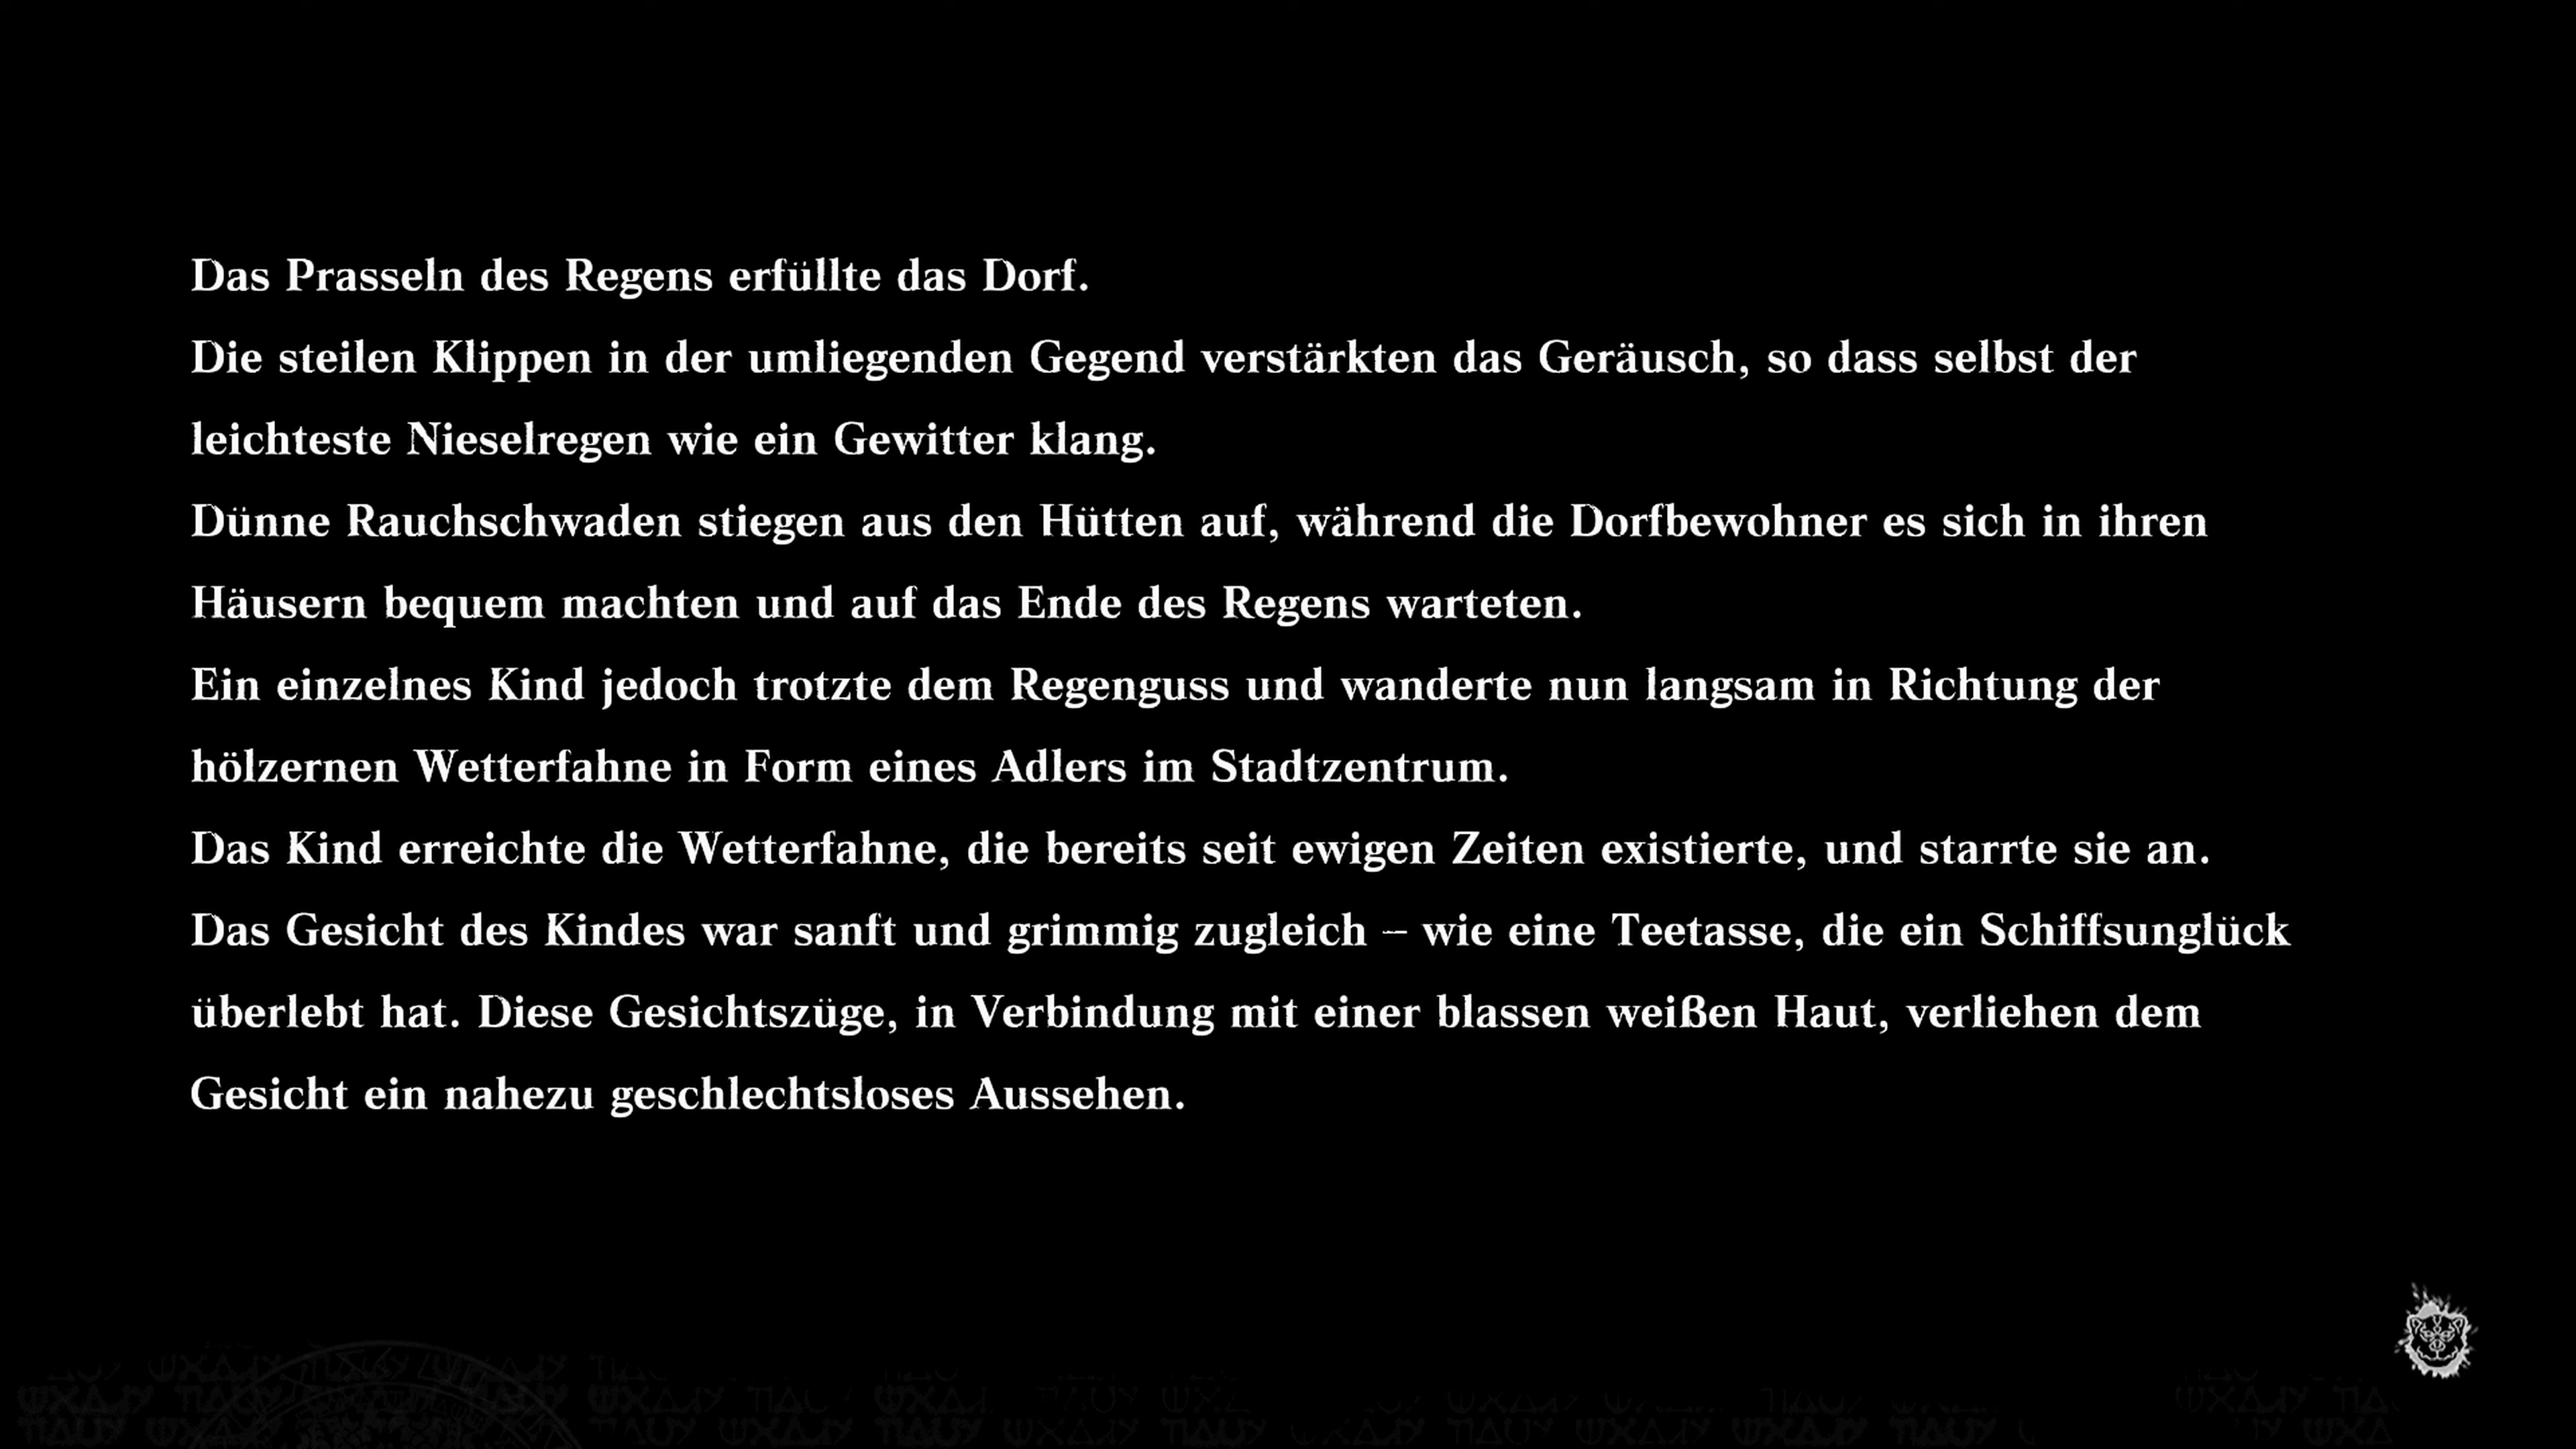 Das Prasseln des Regens erfüllte das Dorf.
Die steilen Klippen in der umliegenden Gegend verstärkten das Geräusch, so dass selbst der
leichteste Nieselregen wie ein Gewitter klang.
Dünne Rauchschwaden stiegen aus den Hütten auf, während die Dorfbewohner es sich in ihren
Häusern bequem machten und auf das Ende des Regens warteten.
Ein einzelnes Kind jedoch trotzte dem Regenguss und wanderte nun langsam in Richtung der
hölzernen Wetterfahne in Form eines Adlers im Stadtzentrum.
Das Kind erreichte die Wetterfahne, die bereits seit ewigen Zeiten existierte, und starrte sie an.
Das Gesicht des Kindes war sanft und grimmig zugleich – wie eine Teetasse, die ein Schiffsunglück
überlebt hat. Diese Gesichtszüge, in Verbindung mit einer blassen weißen Haut, verliehen dem
Gesicht ein nahezu geschlechtsloses Aussehen.